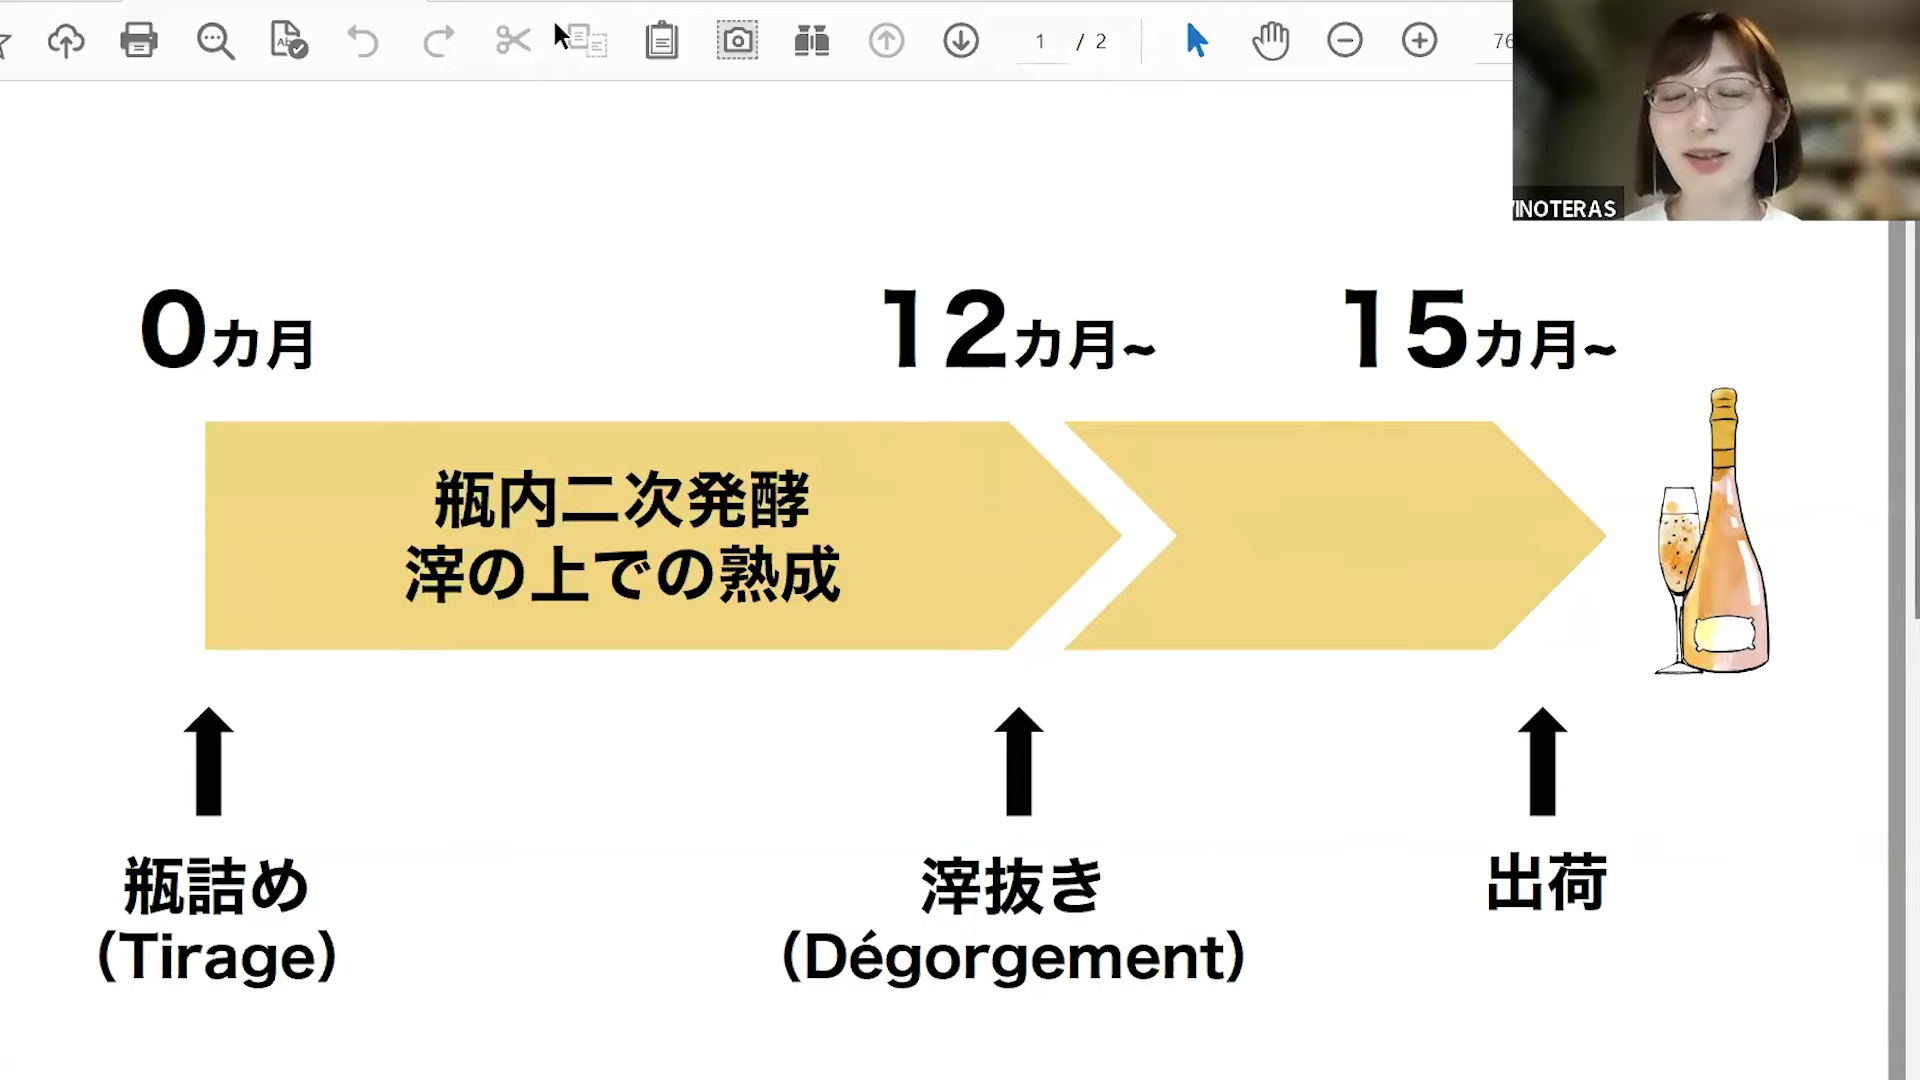 1 / 2
76
VINOTERAS
0カ月
12カ月~
15カ月~
瓶内二次発酵
滓の上での熟成
瓶詰め
(Tirage)
滓抜き
(Dégorgement)
出荷